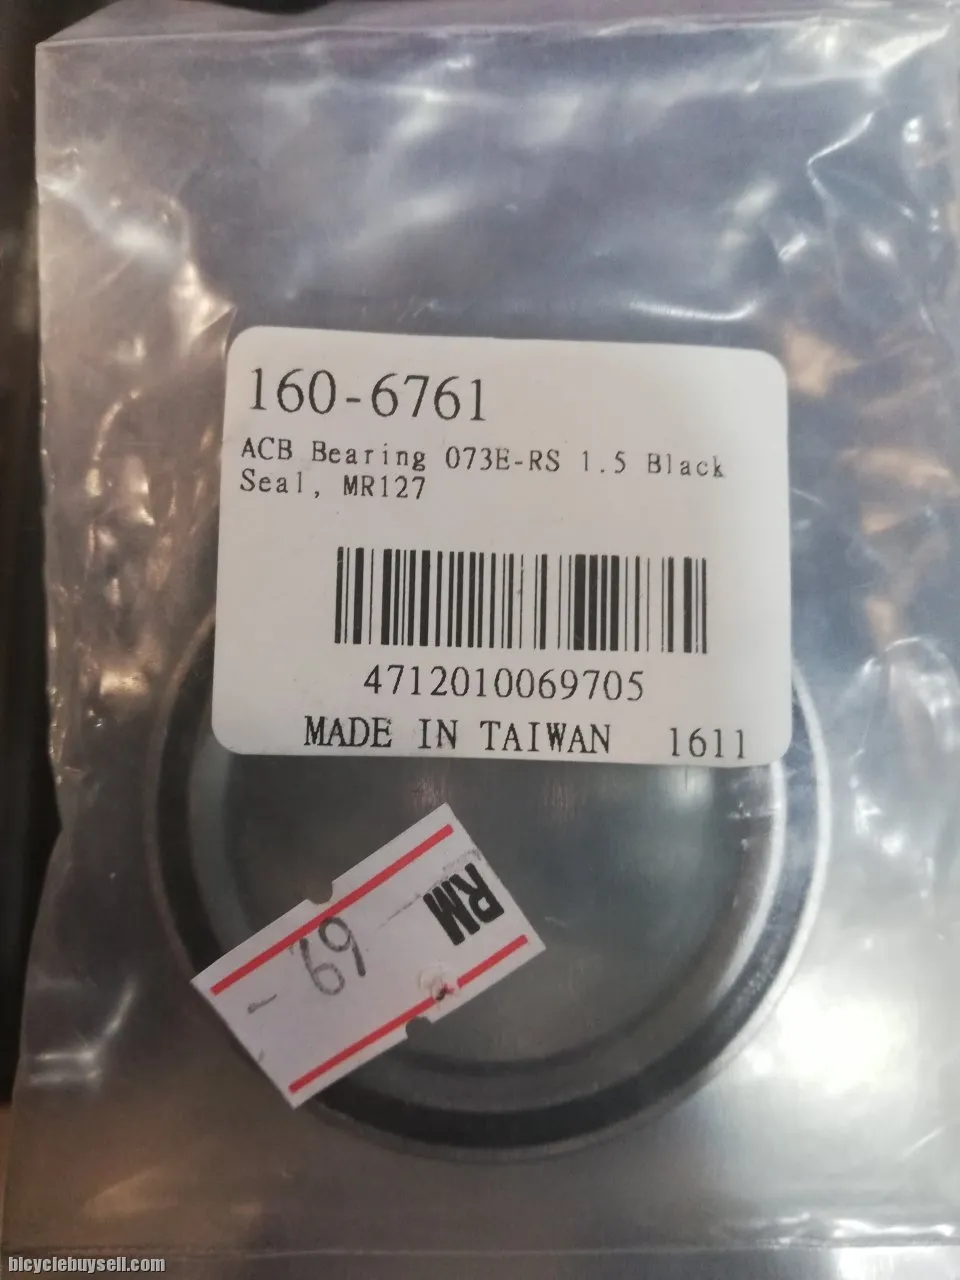 160-6761
ACB Bearing 073E-RS 1.5 Black
Seal, MR127
4712010069705
MADE IN TAIWAN 1611
RM
69 -
bicyclebuysell.com